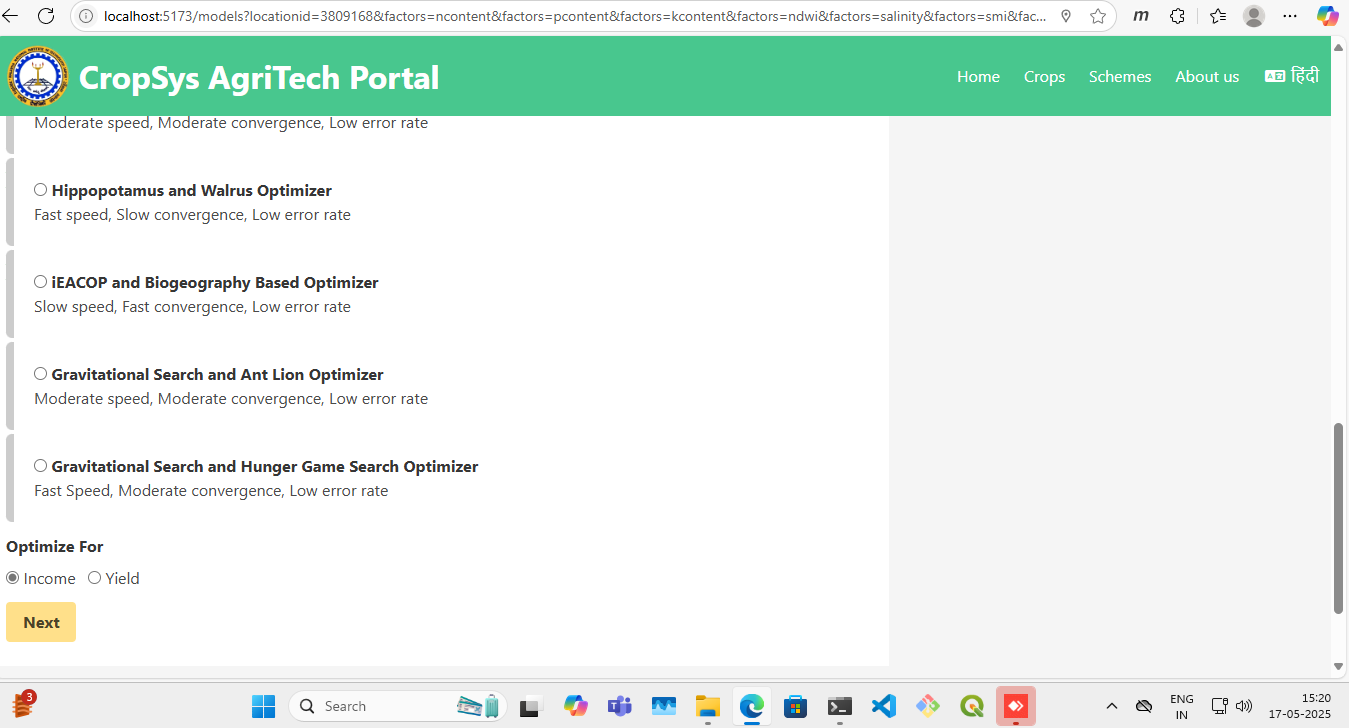 localhost:5173/models?locationid=3809168&factors=ncontent&factors=pcontent&factors=kcontent&factors=ndwi&factors=salinity&factors=smi&fac...
CropSys AgriTech Portal
Home Crops Schemes About us हिंदी
Moderate speed, Moderate convergence, Low error rate
Hippopotamus and Walrus Optimizer
Fast speed, Slow convergence, Low error rate
iEACOP and Biogeography Based Optimizer
Slow speed, Fast convergence, Low error rate
Gravitational Search and Ant Lion Optimizer
Moderate speed, Moderate convergence, Low error rate
Gravitational Search and Hunger Game Search Optimizer
Fast Speed, Moderate convergence, Low error rate
Optimize For
Income Yield
Next
3
Search
ENG
IN
15:20
17-05-2025